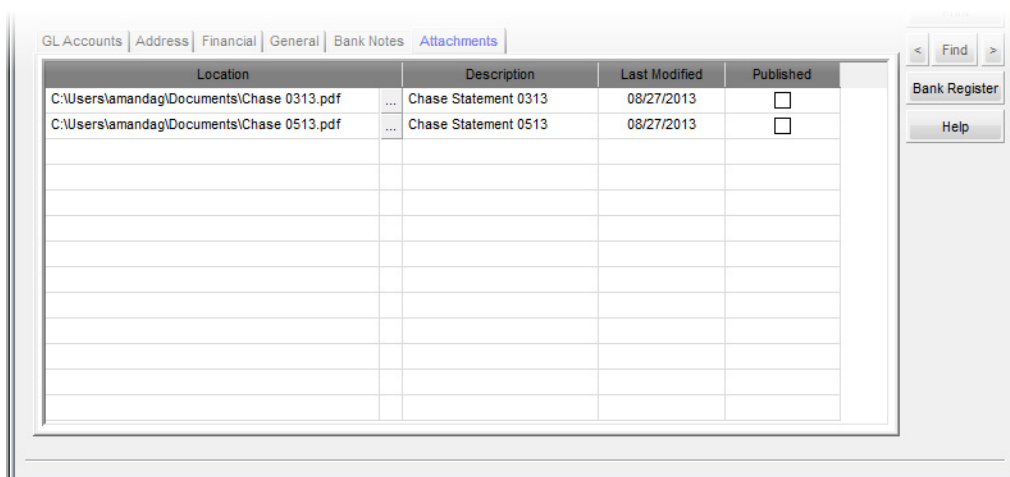 GL Accounts Address Financial General Bank Notes Attachments
< Find >
Location Description Last Modified Published
Bank Register
C:\Users\amandag\Documents\Chase 0313.pdf ... Chase Statement 0313 08/27/2013
C:\Users\amandag\Documents\Chase 0513.pdf ... Chase Statement 0513 08/27/2013
Help